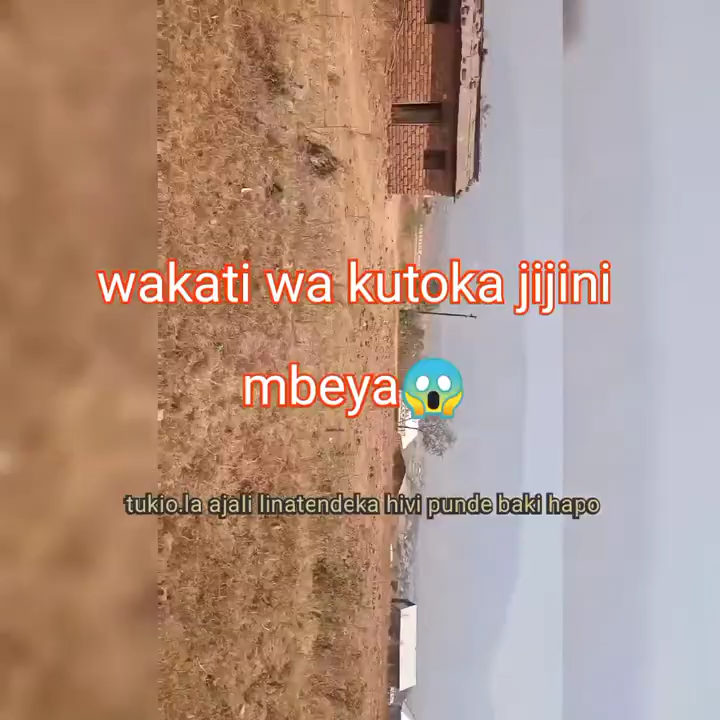 wakati wa kutoka jijini
mbeya😱
tukio.la ajali linatendeka hivi punde baki hapo